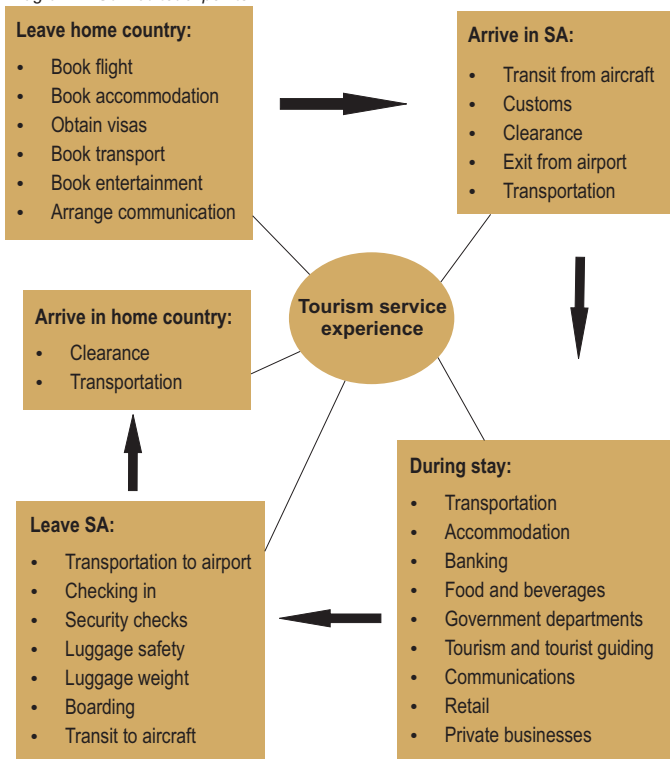 Leave home country:
• Book flight
• Book accommodation
• Obtain visas
• Book transport
• Book entertainment
• Arrange communication
Arrive in SA:
• Transit from aircraft
• Customs
• Clearance
• Exit from airport
• Transportation
Tourism service
experience
Arrive in home country:
• Clearance
• Transportation
During stay:
• Transportation
• Accommodation
• Banking
• Food and beverages
• Government departments
• Tourism and tourist guiding
• Communications
• Retail
• Private businesses
Leave SA:
• Transportation to airport
• Checking in
• Security checks
• Luggage safety
• Luggage weight
• Boarding
• Transit to aircraft